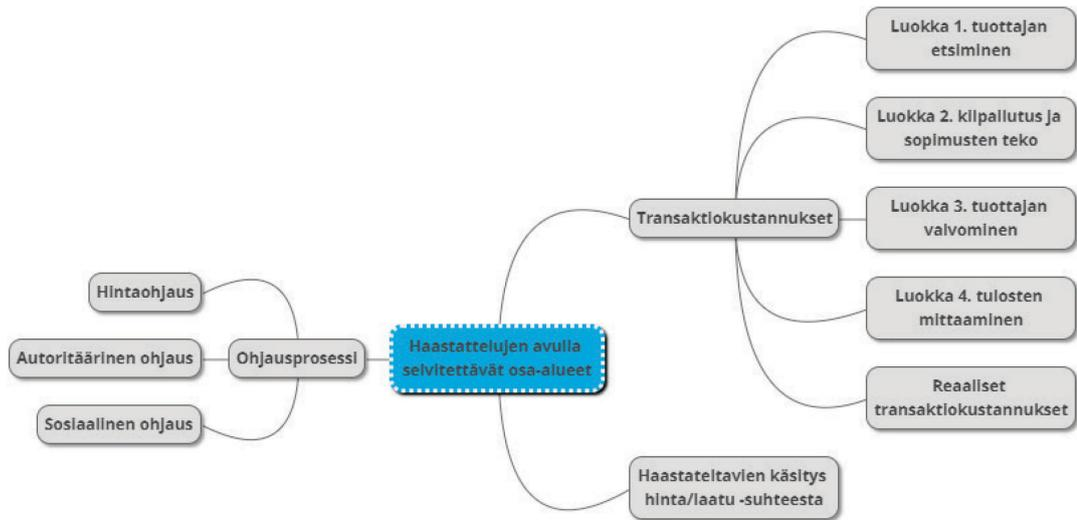 Luokka 1. tuottajan
etsiminen
Luokka 2. kilpailutus ja
sopimusten teko
Transaktiokustannukset
Luokka 3. tuottajan
valvominen
Hintaohjaus
Luokka 4. tulosten
mittaaminen
Autoritäärinen ohjaus
Ohjausprosessi
Haastattelujen avulla
selvitettävät osa-alueet
Sosiaalinen ohjaus
Reaaliset
transaktiokustannukset
Haastateltavien käsitys
hinta/laatu -suhteesta